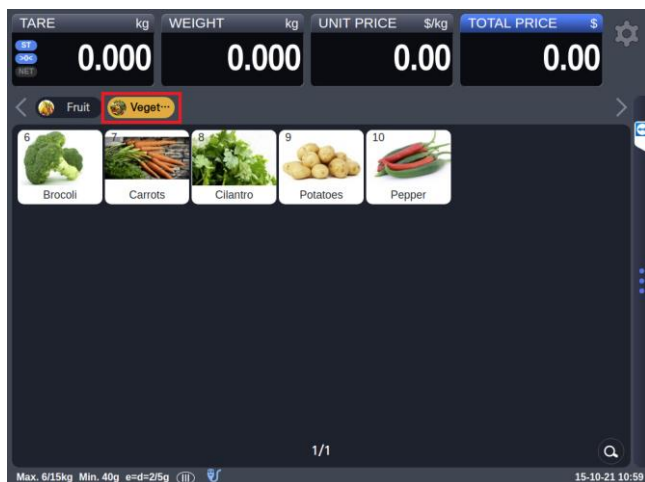 TARE kg WEIGHT kg UNIT PRICE $/kg TOTAL PRICE $
ST
>0<
NET
0.000 0.000 0.00 0.00
Fruit Veget···
6 7 8 9 10
Brocoli Carrots Cilantro Potatoes Pepper
1/1
Max. 6/15kg Min. 40g e=d=2/5g III 15-10-21 10:59